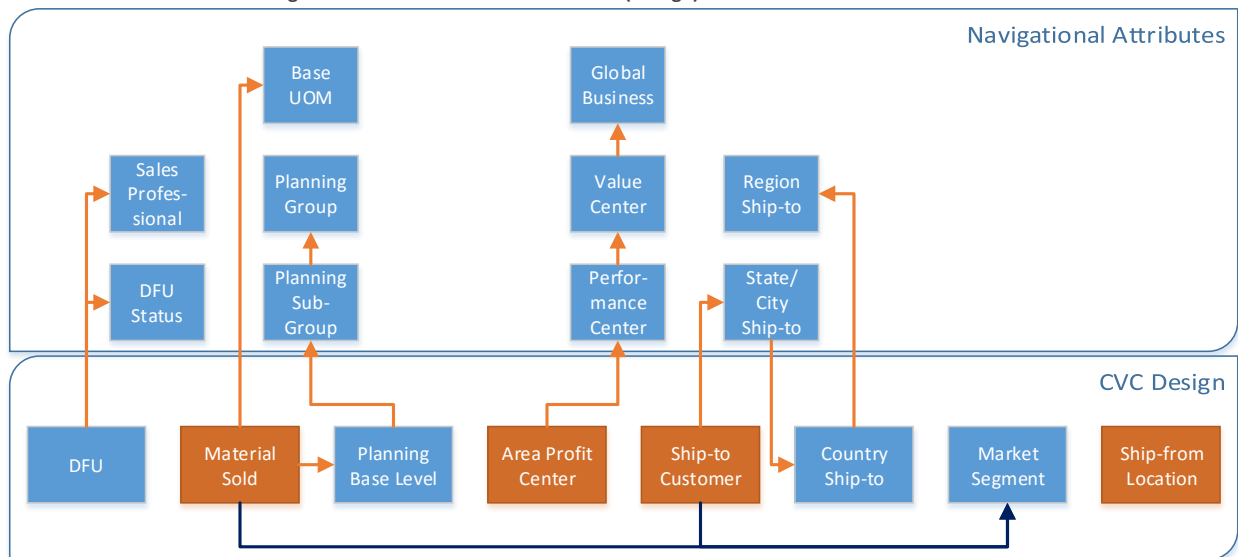 Navigational Attributes
Base
UOM
Global
Business
Sales
Profes-
sional
Planning
Group
Value
Center
Region
Ship-to
DFU
Status
Planning
Sub-
Group
Perfor-
mance
Center
State/
City
Ship-to
CVC Design
DFU
Material
Sold
Planning
Base Level
Area Profit
Center
Ship-to
Customer
Country
Ship-to
Market
Segment
Ship-from
Location